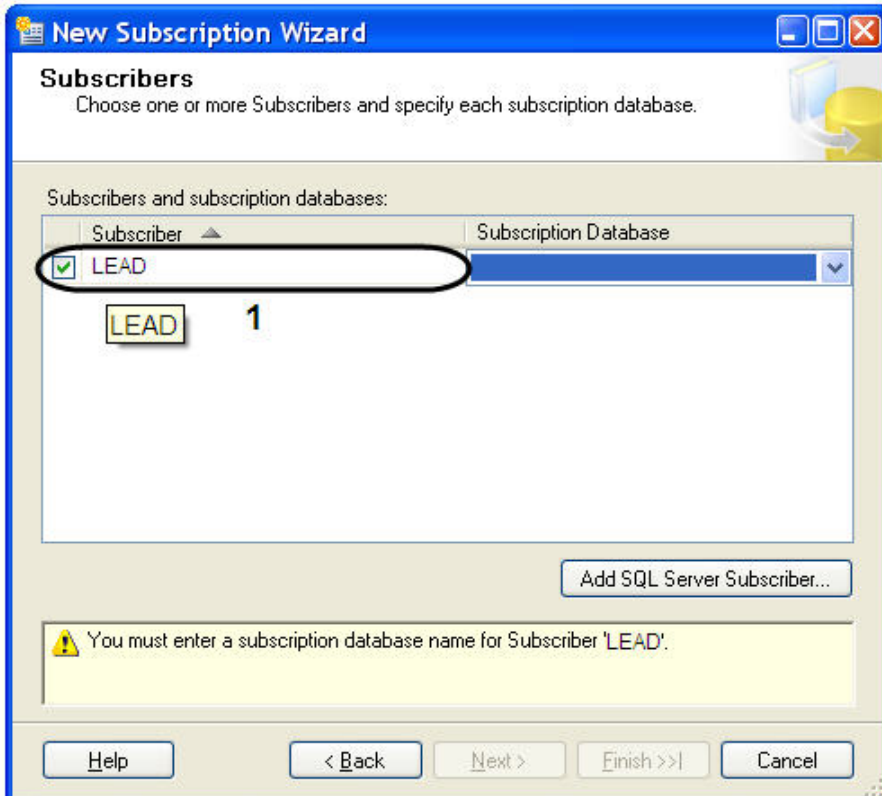 New Subscription Wizard
Subscribers
Choose one or more Subscribers and specify each subscription database.
Subscribers and subscription databases:
Subscriber Subscription Database
LEAD
LEAD 1
Add SQL Server Subscriber...
You must enter a subscription database name for Subscriber 'LEAD'.
Help < Back Next > Finish >>| Cancel